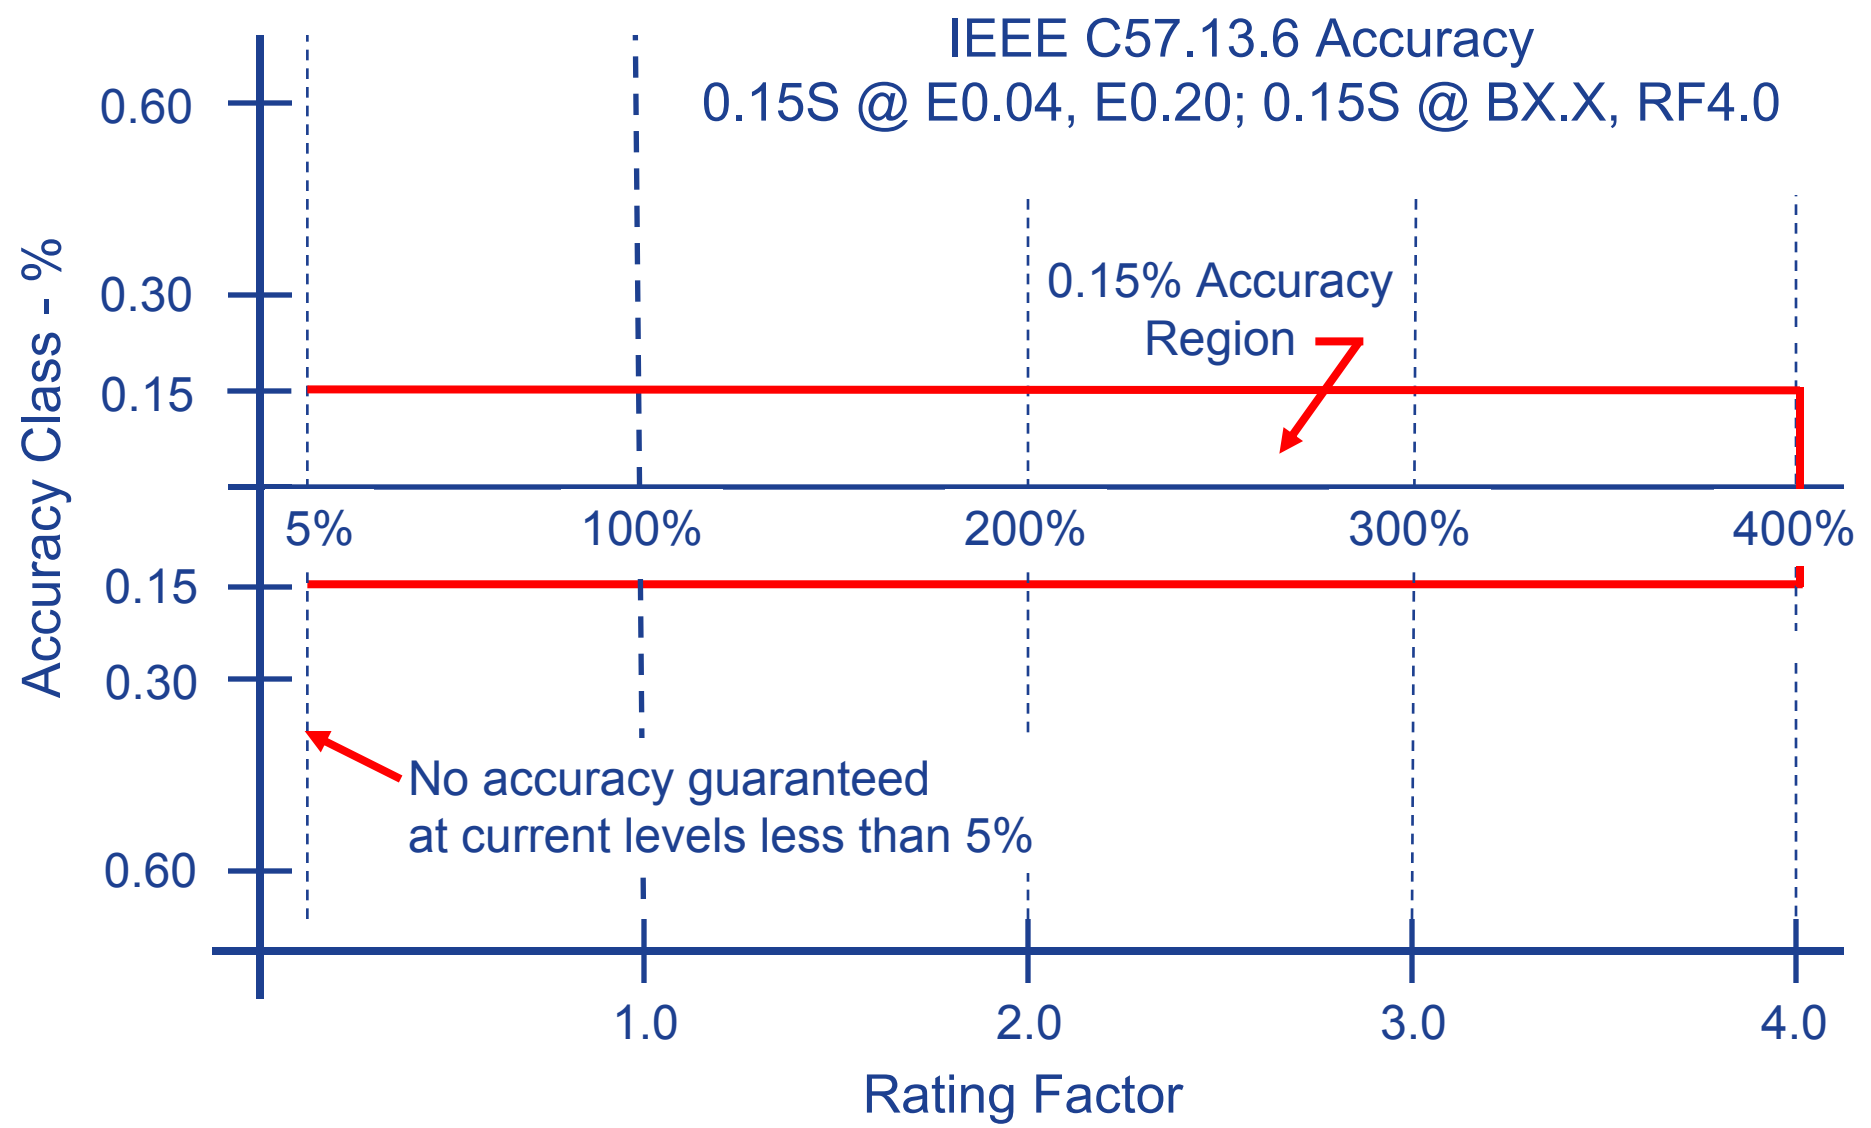 IEEE C57.13.6 Accuracy
0.15S @ E0.04, E0.20; 0.15S @ BX.X, RF4.0
Accuracy Class - %
0.60
0.30
0.15
0.15% Accuracy
Region
5% 100% 200% 300% 400%
0.15
0.30
0.60
No accuracy guaranteed
at current levels less than 5%
1.0 2.0 3.0 4.0
Rating Factor